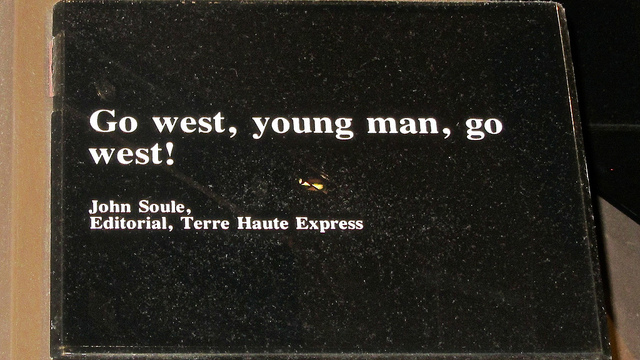 Go west, young man, go
west!
John Soule,
Editorial, Terre Haute Express